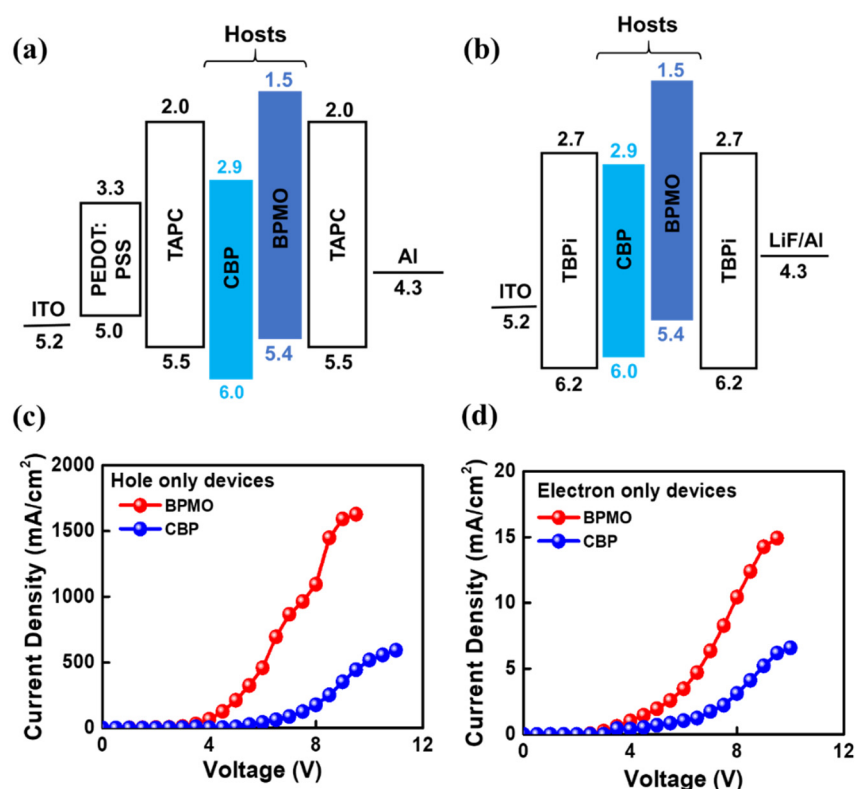 (a)
Hosts
1.5
2.0
2.0
2.9
3.3
PEDOT:
PSS
TAPC
CBP
BPMO
TAPC
Al
4.3
ITO
5.2
5.0
5.5
5.4
5.5
6.0
(b)
Hosts
1.5
2.7
2.9
2.7
TBPi
CBP
BPMO
TBPi
LiF/Al
4.3
ITO
5.2
5.4
6.2
6.0
6.2
(c)
Current Density (mA/cm²)
2000
1500
1000
500
0
Hole only devices
BPMO
CBP
0
4
8
12
Voltage (V)
(d)
Current Density (mA/cm²)
20
15
10
5
0
Electron only devices
BPMO
CBP
0
4
8
12
Voltage (V)